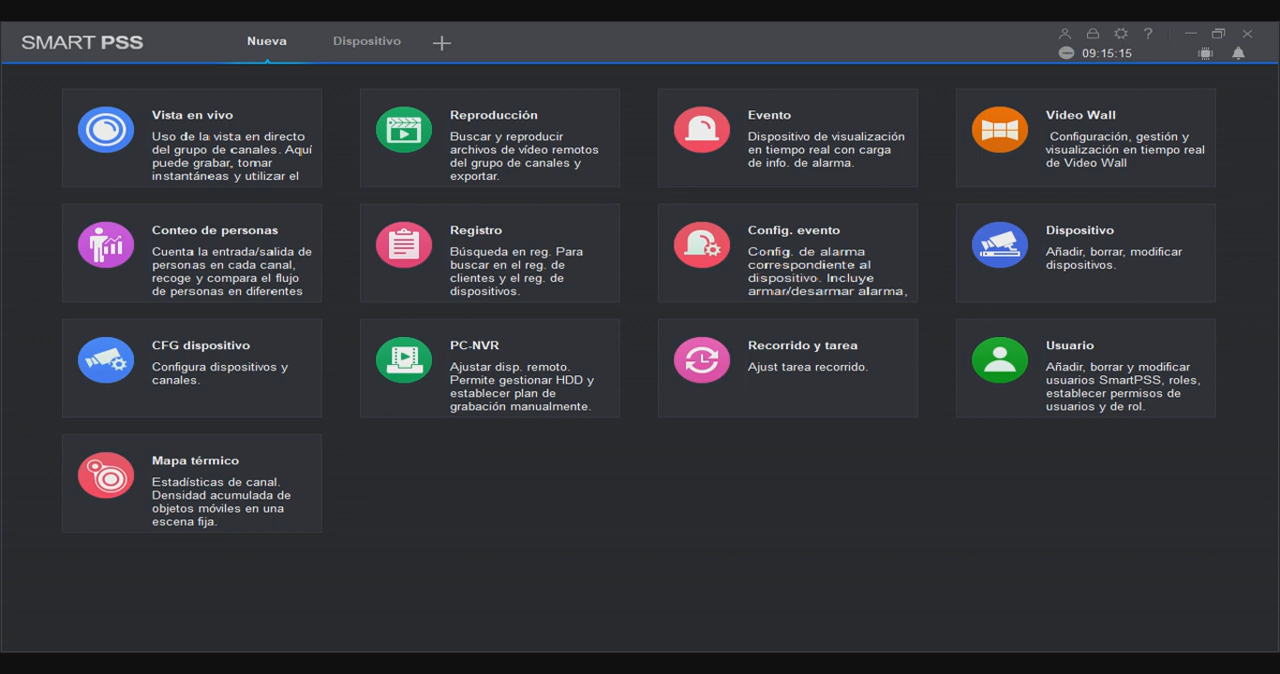 SMART PSS
Nueva
Dispositivo
09:15:15
Vista en vivo
Uso de la vista en directo
del grupo de canales. Aquí
puede grabar, tomar
instantáneas y utilizar el
Reproducción
Buscar y reproducir
archivos de vídeo remotos
del grupo de canales y
exportar.
Evento
Dispositivo de visualización
en tiempo real con carga
de info. de alarma.
Video Wall
Configuración, gestión y
visualización en tiempo real
de Video Wall
Conteo de personas
Cuenta la entrada/salida de
personas en cada canal,
recoge y compara el flujo
de personas en diferentes
Registro
Búsqueda en reg. Para
buscar en el reg. de
clientes y el reg. de
dispositivos.
Config. evento
Config. de alarma
correspondiente al
dispositivo. Incluye
armar/desarmar alarma,
Dispositivo
Añadir, borrar, modificar
dispositivos.
CFG dispositivo
Configura dispositivos y
canales.
PC-NVR
Ajustar disp. remoto.
Permite gestionar HDD y
establecer plan de
grabación manualmente.
Recorrido y tarea
Ajust tarea recorrido.
Usuario
Añadir, borrar y modificar
usuarios SmartPSS, roles,
establecer permisos de
usuarios y de rol.
Mapa térmico
Estadísticas de canal.
Densidad acumulada de
objetos móviles en una
escena fija.